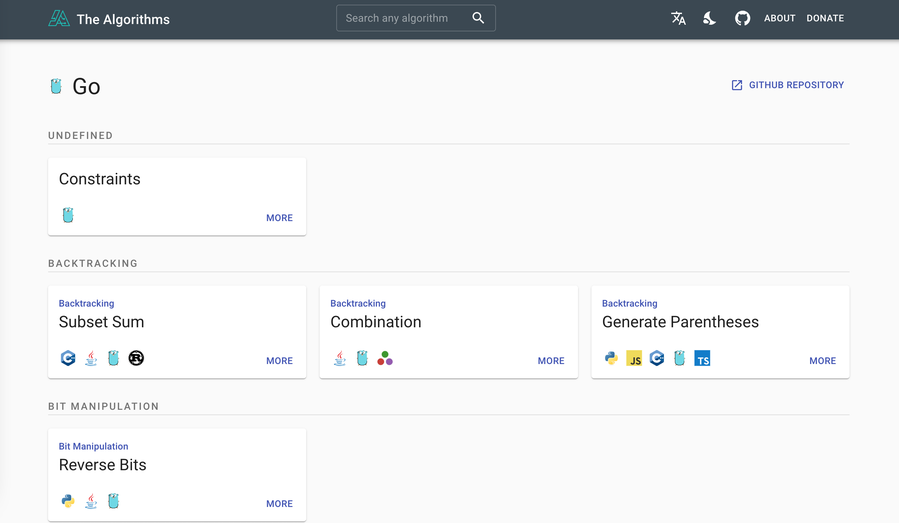 The Algorithms
Search any algorithm
ABOUT
DONATE
Go
GITHUB REPOSITORY
UNDEFINED
Constraints
MORE
BACKTRACKING
Backtracking
Subset Sum
MORE
Backtracking
Combination
MORE
Backtracking
Generate Parentheses
JS
TS
MORE
BIT MANIPULATION
Bit Manipulation
Reverse Bits
MORE